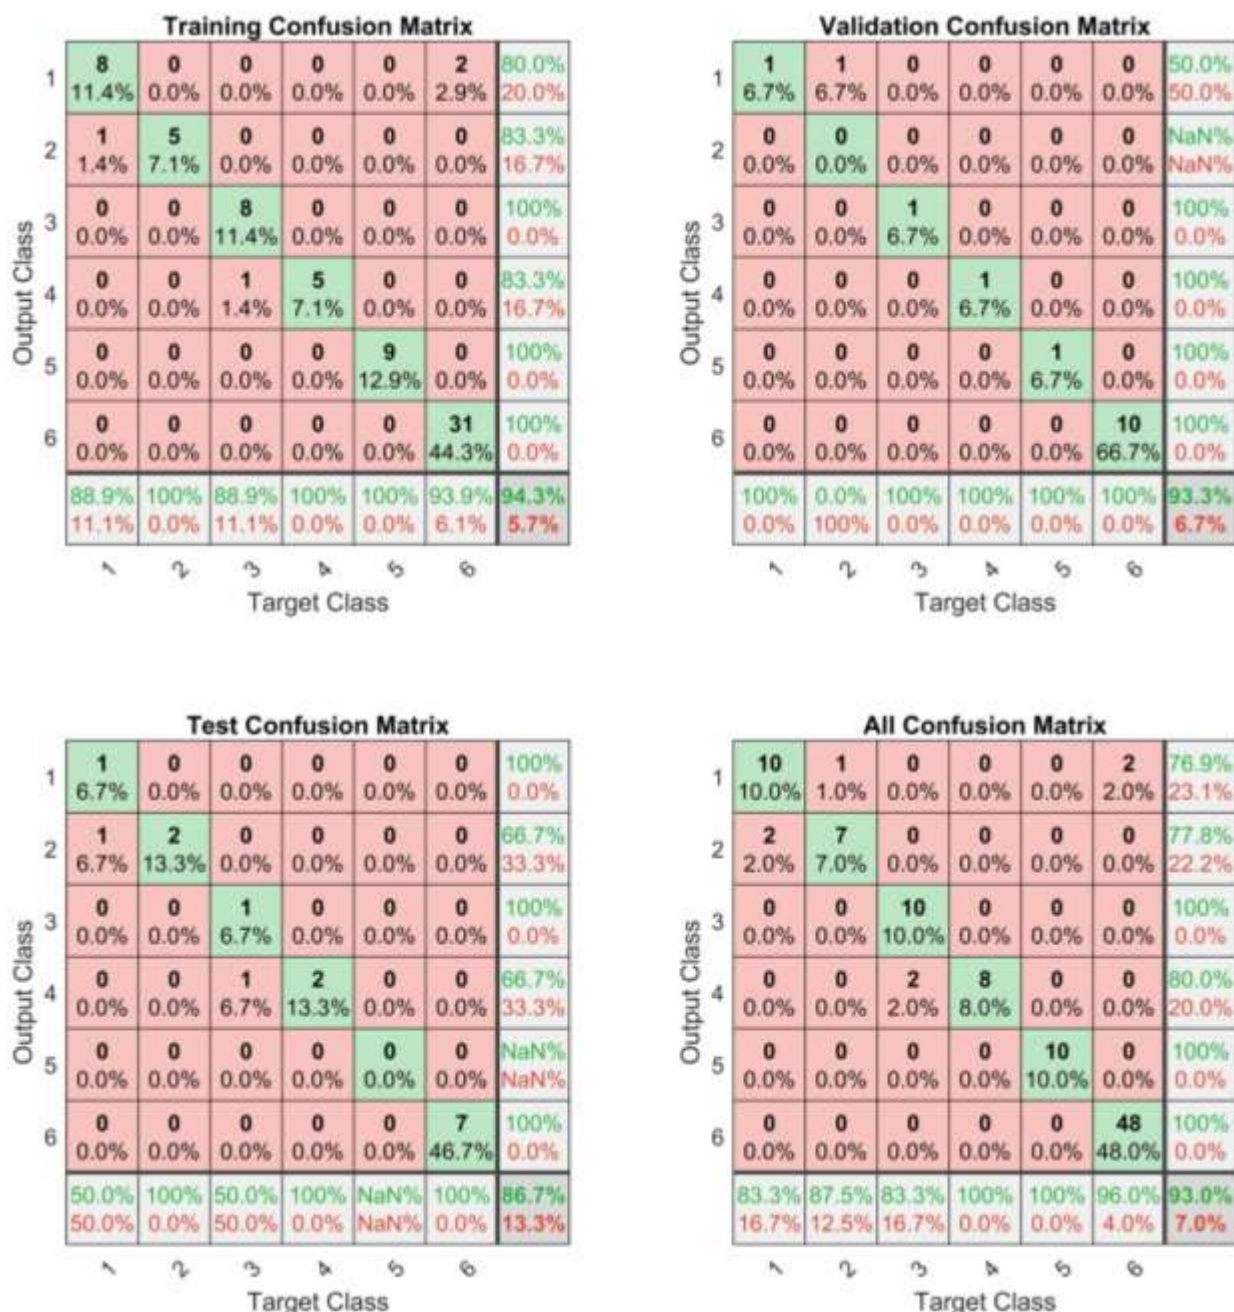 Training Confusion Matrix
1 8 0 0 0 0 2 80.0%
11.4% 0.0% 0.0% 0.0% 0.0% 2.9% 20.0%
2 1 5 0 0 0 0 83.3%
1.4% 7.1% 0.0% 0.0% 0.0% 0.0% 16.7%
3 0 0 8 0 0 0 100%
0.0% 0.0% 11.4% 0.0% 0.0% 0.0% 0.0%
4 0 0 1 5 0 0 83.3%
0.0% 0.0% 1.4% 7.1% 0.0% 0.0% 16.7%
5 0 0 0 0 9 0 100%
0.0% 0.0% 0.0% 0.0% 12.9% 0.0% 0.0%
6 0 0 0 0 0 31 100%
0.0% 0.0% 0.0% 0.0% 0.0% 44.3% 0.0%
88.9% 100% 88.9% 100% 100% 93.9% 94.3%
11.1% 0.0% 11.1% 0.0% 0.0% 6.1% 5.7%
1 2 3 4 5 6
Target Class
Output Class
Validation Confusion Matrix
1 1 1 0 0 0 0 50.0%
6.7% 6.7% 0.0% 0.0% 0.0% 0.0% 50.0%
2 0 0 0 0 0 0 NaN%
0.0% 0.0% 0.0% 0.0% 0.0% 0.0% NaN%
3 0 0 1 0 0 0 100%
0.0% 0.0% 6.7% 0.0% 0.0% 0.0% 0.0%
4 0 0 0 1 0 0 100%
0.0% 0.0% 0.0% 6.7% 0.0% 0.0% 0.0%
5 0 0 0 0 1 0 100%
0.0% 0.0% 0.0% 0.0% 6.7% 0.0% 0.0%
6 0 0 0 0 0 10 100%
0.0% 0.0% 0.0% 0.0% 0.0% 66.7% 0.0%
100% 0.0% 100% 100% 100% 100% 93.3%
0.0% 100% 0.0% 0.0% 0.0% 0.0% 6.7%
1 2 3 4 5 6
Target Class
Output Class
Test Confusion Matrix
1 1 0 0 0 0 0 100%
6.7% 0.0% 0.0% 0.0% 0.0% 0.0% 0.0%
2 1 2 0 0 0 0 66.7%
6.7% 13.3% 0.0% 0.0% 0.0% 0.0% 33.3%
3 0 0 1 0 0 0 100%
0.0% 0.0% 6.7% 0.0% 0.0% 0.0% 0.0%
4 0 0 1 2 0 0 66.7%
0.0% 0.0% 6.7% 13.3% 0.0% 0.0% 33.3%
5 0 0 0 0 0 0 NaN%
0.0% 0.0% 0.0% 0.0% 0.0% 0.0% NaN%
6 0 0 0 0 0 7 100%
0.0% 0.0% 0.0% 0.0% 0.0% 46.7% 0.0%
50.0% 100% 50.0% 100% NaN% 100% 86.7%
50.0% 0.0% 50.0% 0.0% NaN% 0.0% 13.3%
1 2 3 4 5 6
Target Class
Output Class
All Confusion Matrix
1 10 1 0 0 0 2 76.9%
10.0% 1.0% 0.0% 0.0% 0.0% 2.0% 23.1%
2 2 7 0 0 0 0 77.8%
2.0% 7.0% 0.0% 0.0% 0.0% 0.0% 22.2%
3 0 0 10 0 0 0 100%
0.0% 0.0% 10.0% 0.0% 0.0% 0.0% 0.0%
4 0 0 2 8 0 0 80.0%
0.0% 0.0% 2.0% 8.0% 0.0% 0.0% 20.0%
5 0 0 0 0 10 0 100%
0.0% 0.0% 0.0% 0.0% 10.0% 0.0% 0.0%
6 0 0 0 0 0 48 100%
0.0% 0.0% 0.0% 0.0% 0.0% 48.0% 0.0%
83.3% 87.5% 83.3% 100% 100% 96.0% 93.0%
16.7% 12.5% 16.7% 0.0% 0.0% 4.0% 7.0%
1 2 3 4 5 6
Target Class
Output Class